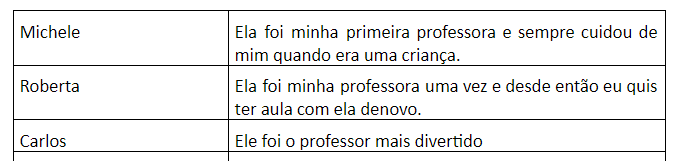 Michele
Ela foi minha primeira professora e sempre cuidou de
mim quando era uma criança.
Roberta
Ela foi minha professora uma vez e desde então eu quis
ter aula com ela denovo.
Carlos
Ele foi o professor mais divertido